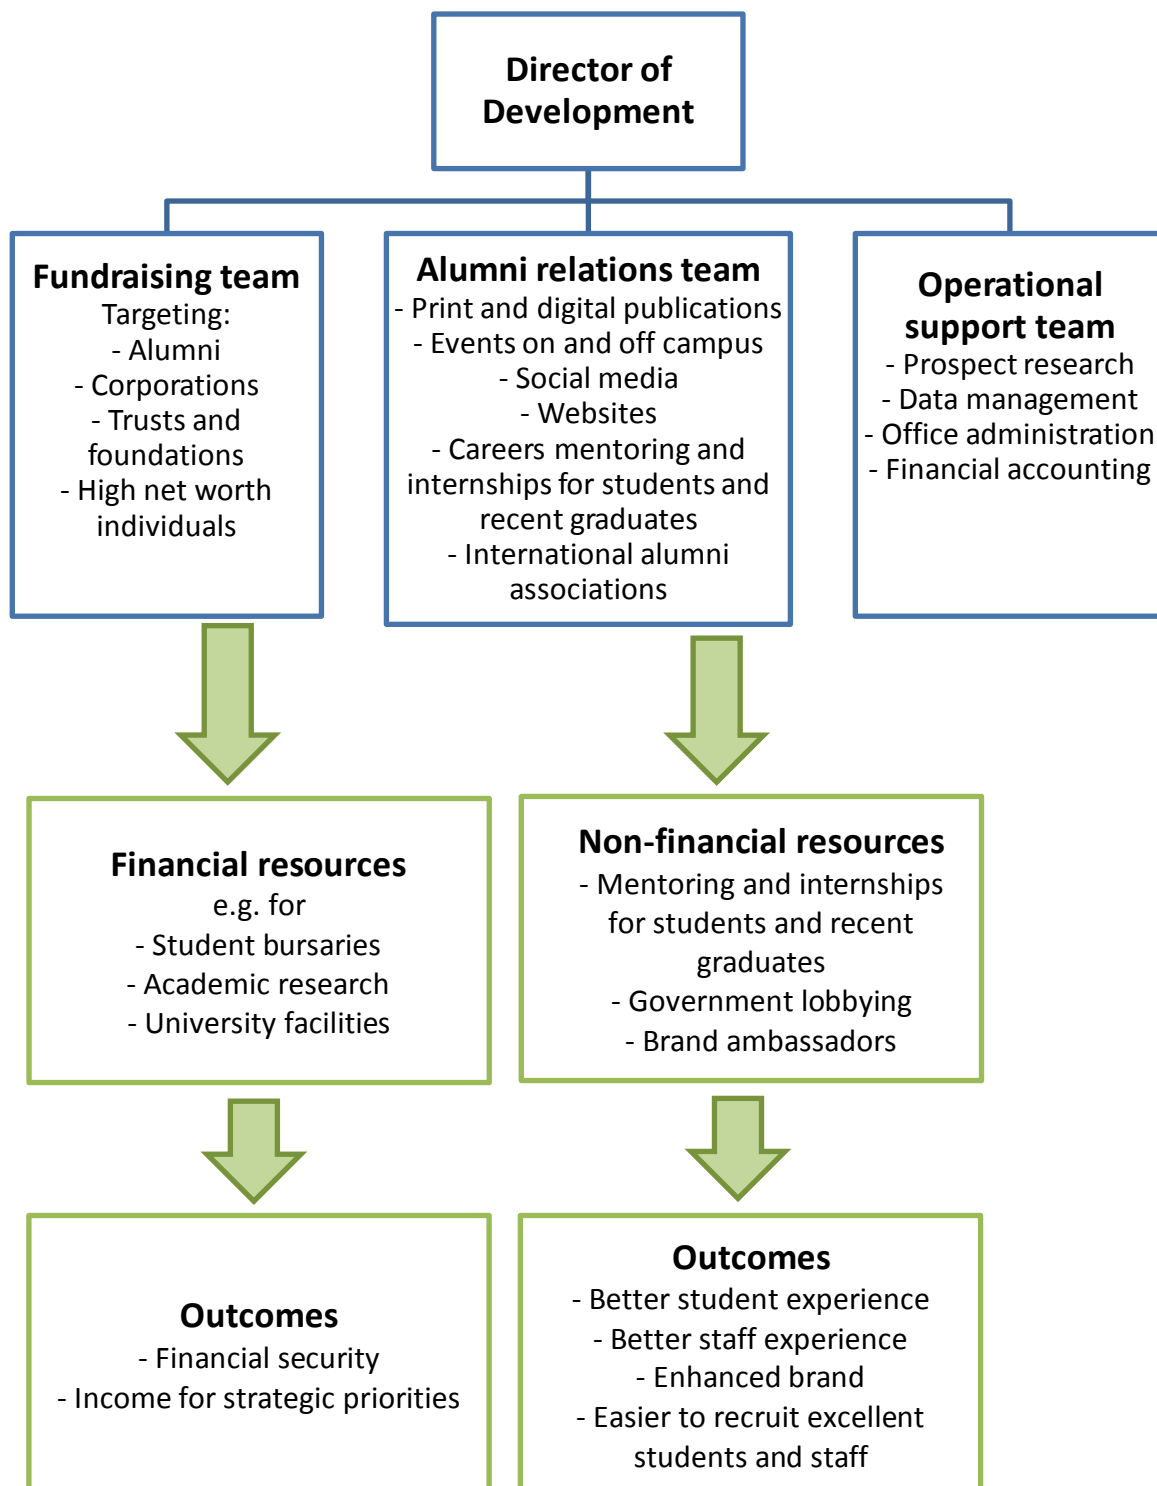 Director of
Development
Fundraising team
Targeting:
- Alumni
- Corporations
- Trusts and
foundations
- High net worth
individuals
Alumni relations team
- Print and digital publications
- Events on and off campus
- Social media
- Websites
- Careers mentoring and
internships for students and
recent graduates
- International alumni
associations
Operational
support team
- Prospect research
- Data management
- Office administration
- Financial accounting
Financial resources
e.g. for
- Student bursaries
- Academic research
- University facilities
Non-financial resources
- Mentoring and internships
for students and recent
graduates
- Government lobbying
- Brand ambassadors
Outcomes
- Financial security
- Income for strategic priorities
Outcomes
- Better student experience
- Better staff experience
- Enhanced brand
- Easier to recruit excellent
students and staff